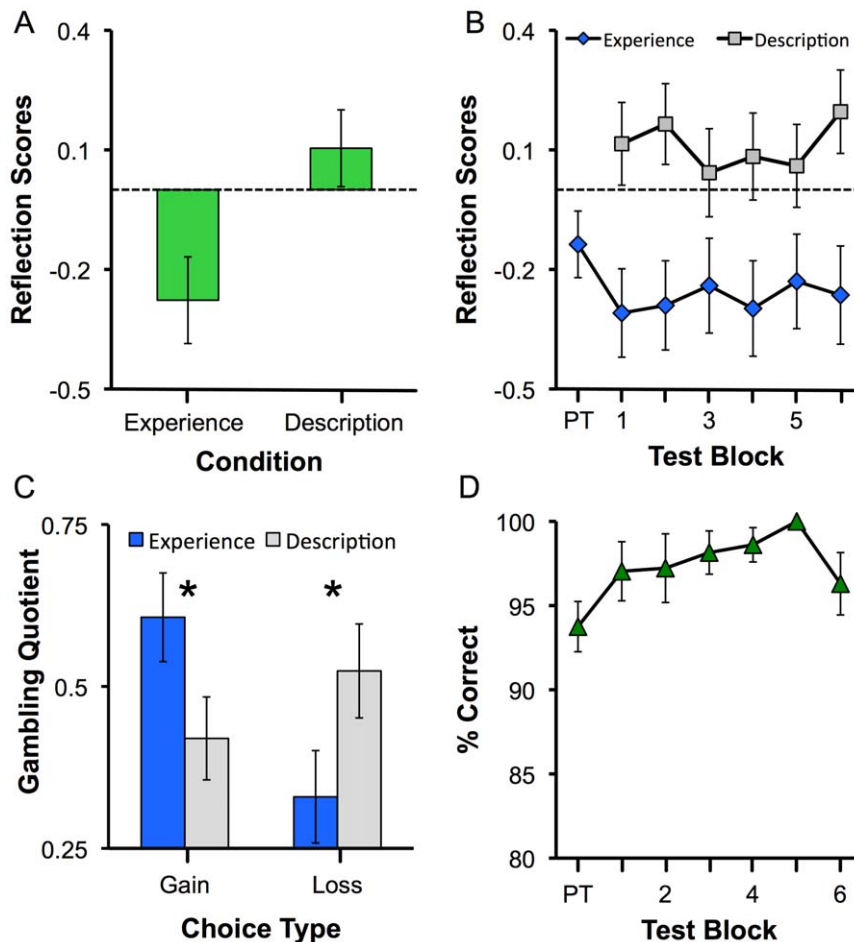 A
0.4
0.1
-0.2
-0.5
Reflection Scores
Experience Description
Condition
B
Experience Description
0.4
0.1
-0.2
-0.5
Reflection Scores
PT 1 3 5
Test Block
C
Experience Description
0.75
0.5
0.25
Gambling Quotient
* *
Gain Loss
Choice Type
D
100
95
90
85
80
% Correct
PT 2 4 6
Test Block